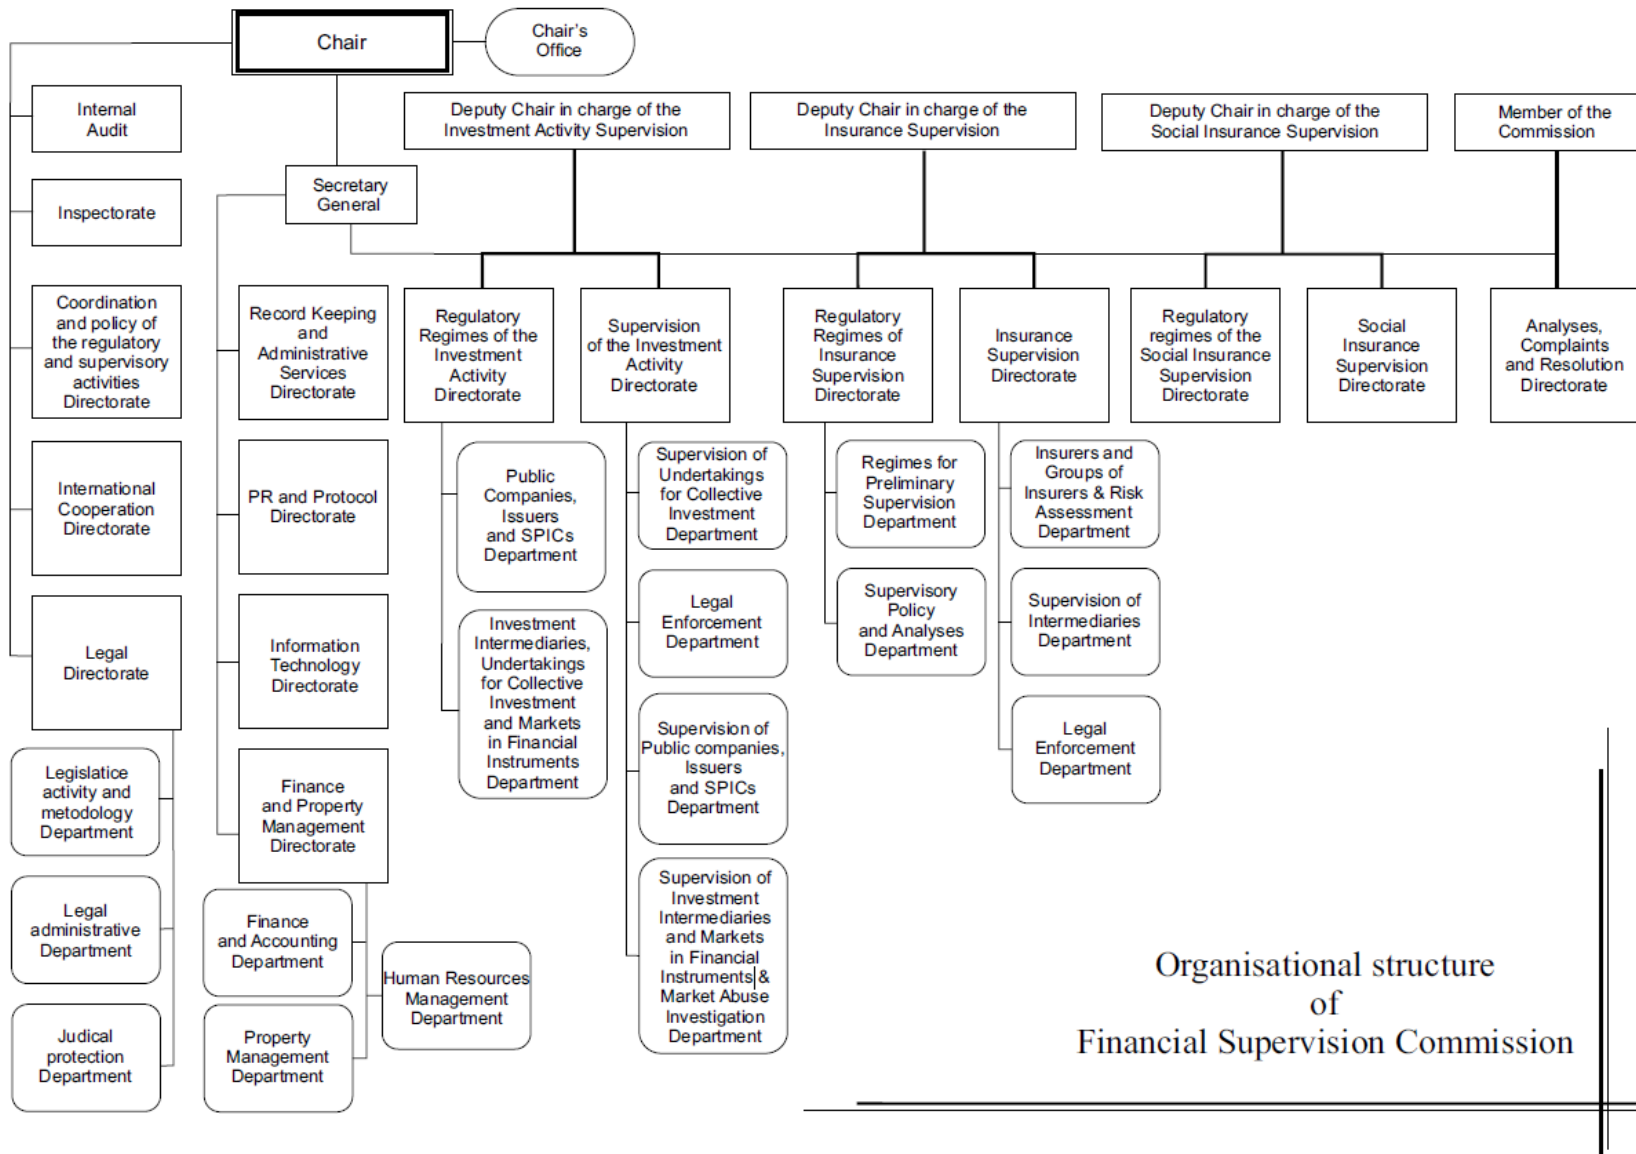 Chair
Chair's
Office
Internal
Audit
Deputy Chair in charge of the
Investment Activity Supervision
Deputy Chair in charge of the
Insurance Supervision
Deputy Chair in charge of the
Social Insurance Supervision
Member of the
Commission
Secretary
General
Inspectorate
Coordination
and policy of
the regulatory
and supervisory
activities
Directorate
Record Keeping
and
Administrative
Services
Directorate
Regulatory
Regimes of the
Investment
Activity
Directorate
Supervision
of the Investment
Activity
Directorate
Regulatory
Regimes of
Insurance
Supervision
Directorate
Insurance
Supervision
Directorate
Regulatory
regimes of the
Social Insurance
Supervision
Directorate
Social
Insurance
Supervision
Directorate
Analyses,
Complaints
and Resolution
Directorate
International
Cooperation
Directorate
PR and Protocol
Directorate
Public
Companies,
Issuers
and SPICs
Department
Supervision of
Undertakings
for Collective
Investment
Department
Regimes for
Preliminary
Supervision
Department
Insurers and
Groups of
Insurers & Risk
Assessment
Department
Legal
Directorate
Information
Technology
Directorate
Investment
Intermediaries,
Undertakings
for Collective
Investment
and Markets
in Financial
Instruments
Department
Legal
Enforcement
Department
Supervisory
Policy
and Analyses
Department
Supervision of
Intermediaries
Department
Legislatice
activity and
metodology
Department
Finance
and Property
Management
Directorate
Supervision of
Public companies,
Issuers
and SPICs
Department
Legal
Enforcement
Department
Legal
administrative
Department
Finance
and Accounting
Department
Human Resources
Management
Department
Supervision of
Investment
Intermediaries
and Markets
in Financial
Instruments &
Market Abuse
Investigation
Department
Judical
protection
Department
Property
Management
Department
Organisational structure
of
Financial Supervision Commission